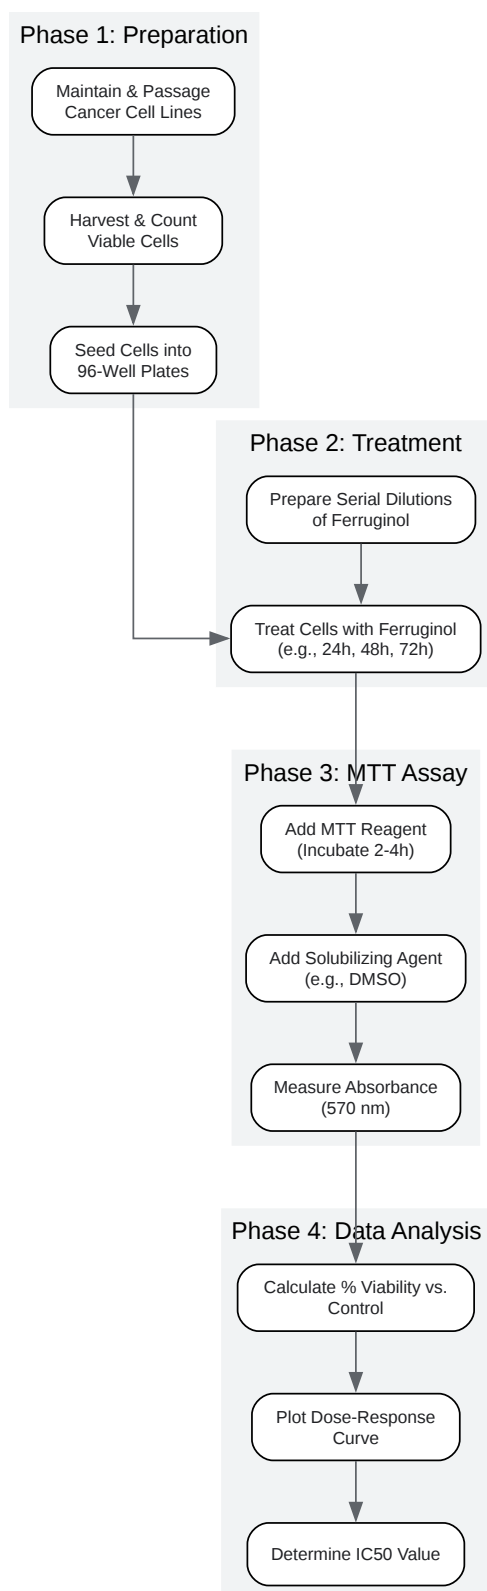 Phase 1: Preparation
Maintain & Passage
Cancer Cell Lines
Harvest & Count
Viable Cells
Seed Cells into
96-Well Plates
Phase 2: Treatment
Prepare Serial Dilutions
of Ferruginol
Treat Cells with Ferruginol
(e.g., 24h, 48h, 72h)
Phase 3: MTT Assay
Add MTT Reagent
(Incubate 2-4h)
Add Solubilizing Agent
(e.g., DMSO)
Measure Absorbance
(570 nm)
Phase 4: Data Analysis
Calculate % Viability vs.
Control
Plot Dose-Response
Curve
Determine IC50 Value